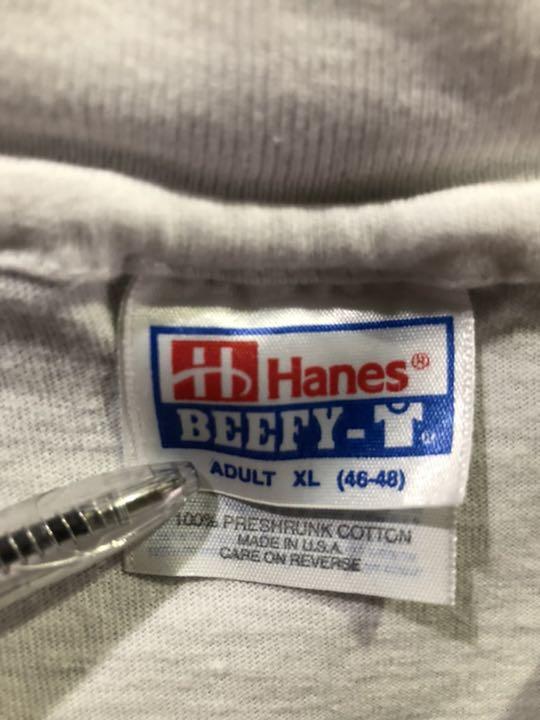 Hanes®
BEEFY-T
ADULT XL (46-48)
100% PRESHRUNK COTTON
MADE IN U.S.A.
CARE ON REVERSE